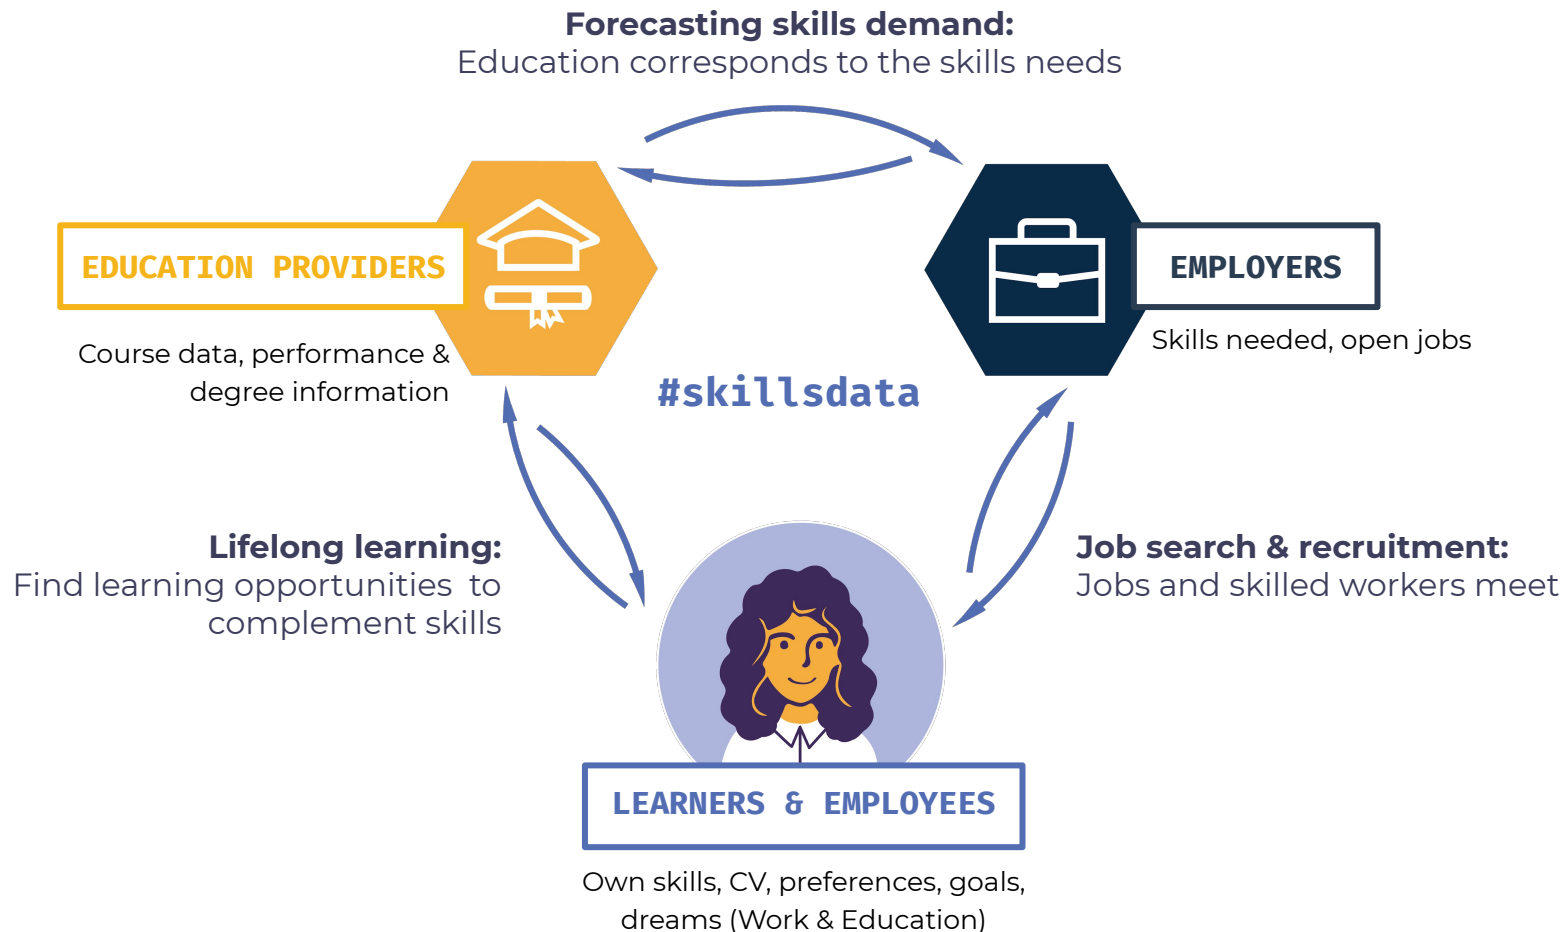 Forecasting skills demand:
Education corresponds to the skills needs
EDUCATION PROVIDERS
Course data, performance &
degree information
EMPLOYERS
Skills needed, open jobs
#skillsdata
Lifelong learning:
Find learning opportunities to
complement skills
Job search & recruitment:
Jobs and skilled workers meet
LEARNERS & EMPLOYEES
Own skills, CV, preferences, goals,
dreams (Work & Education)